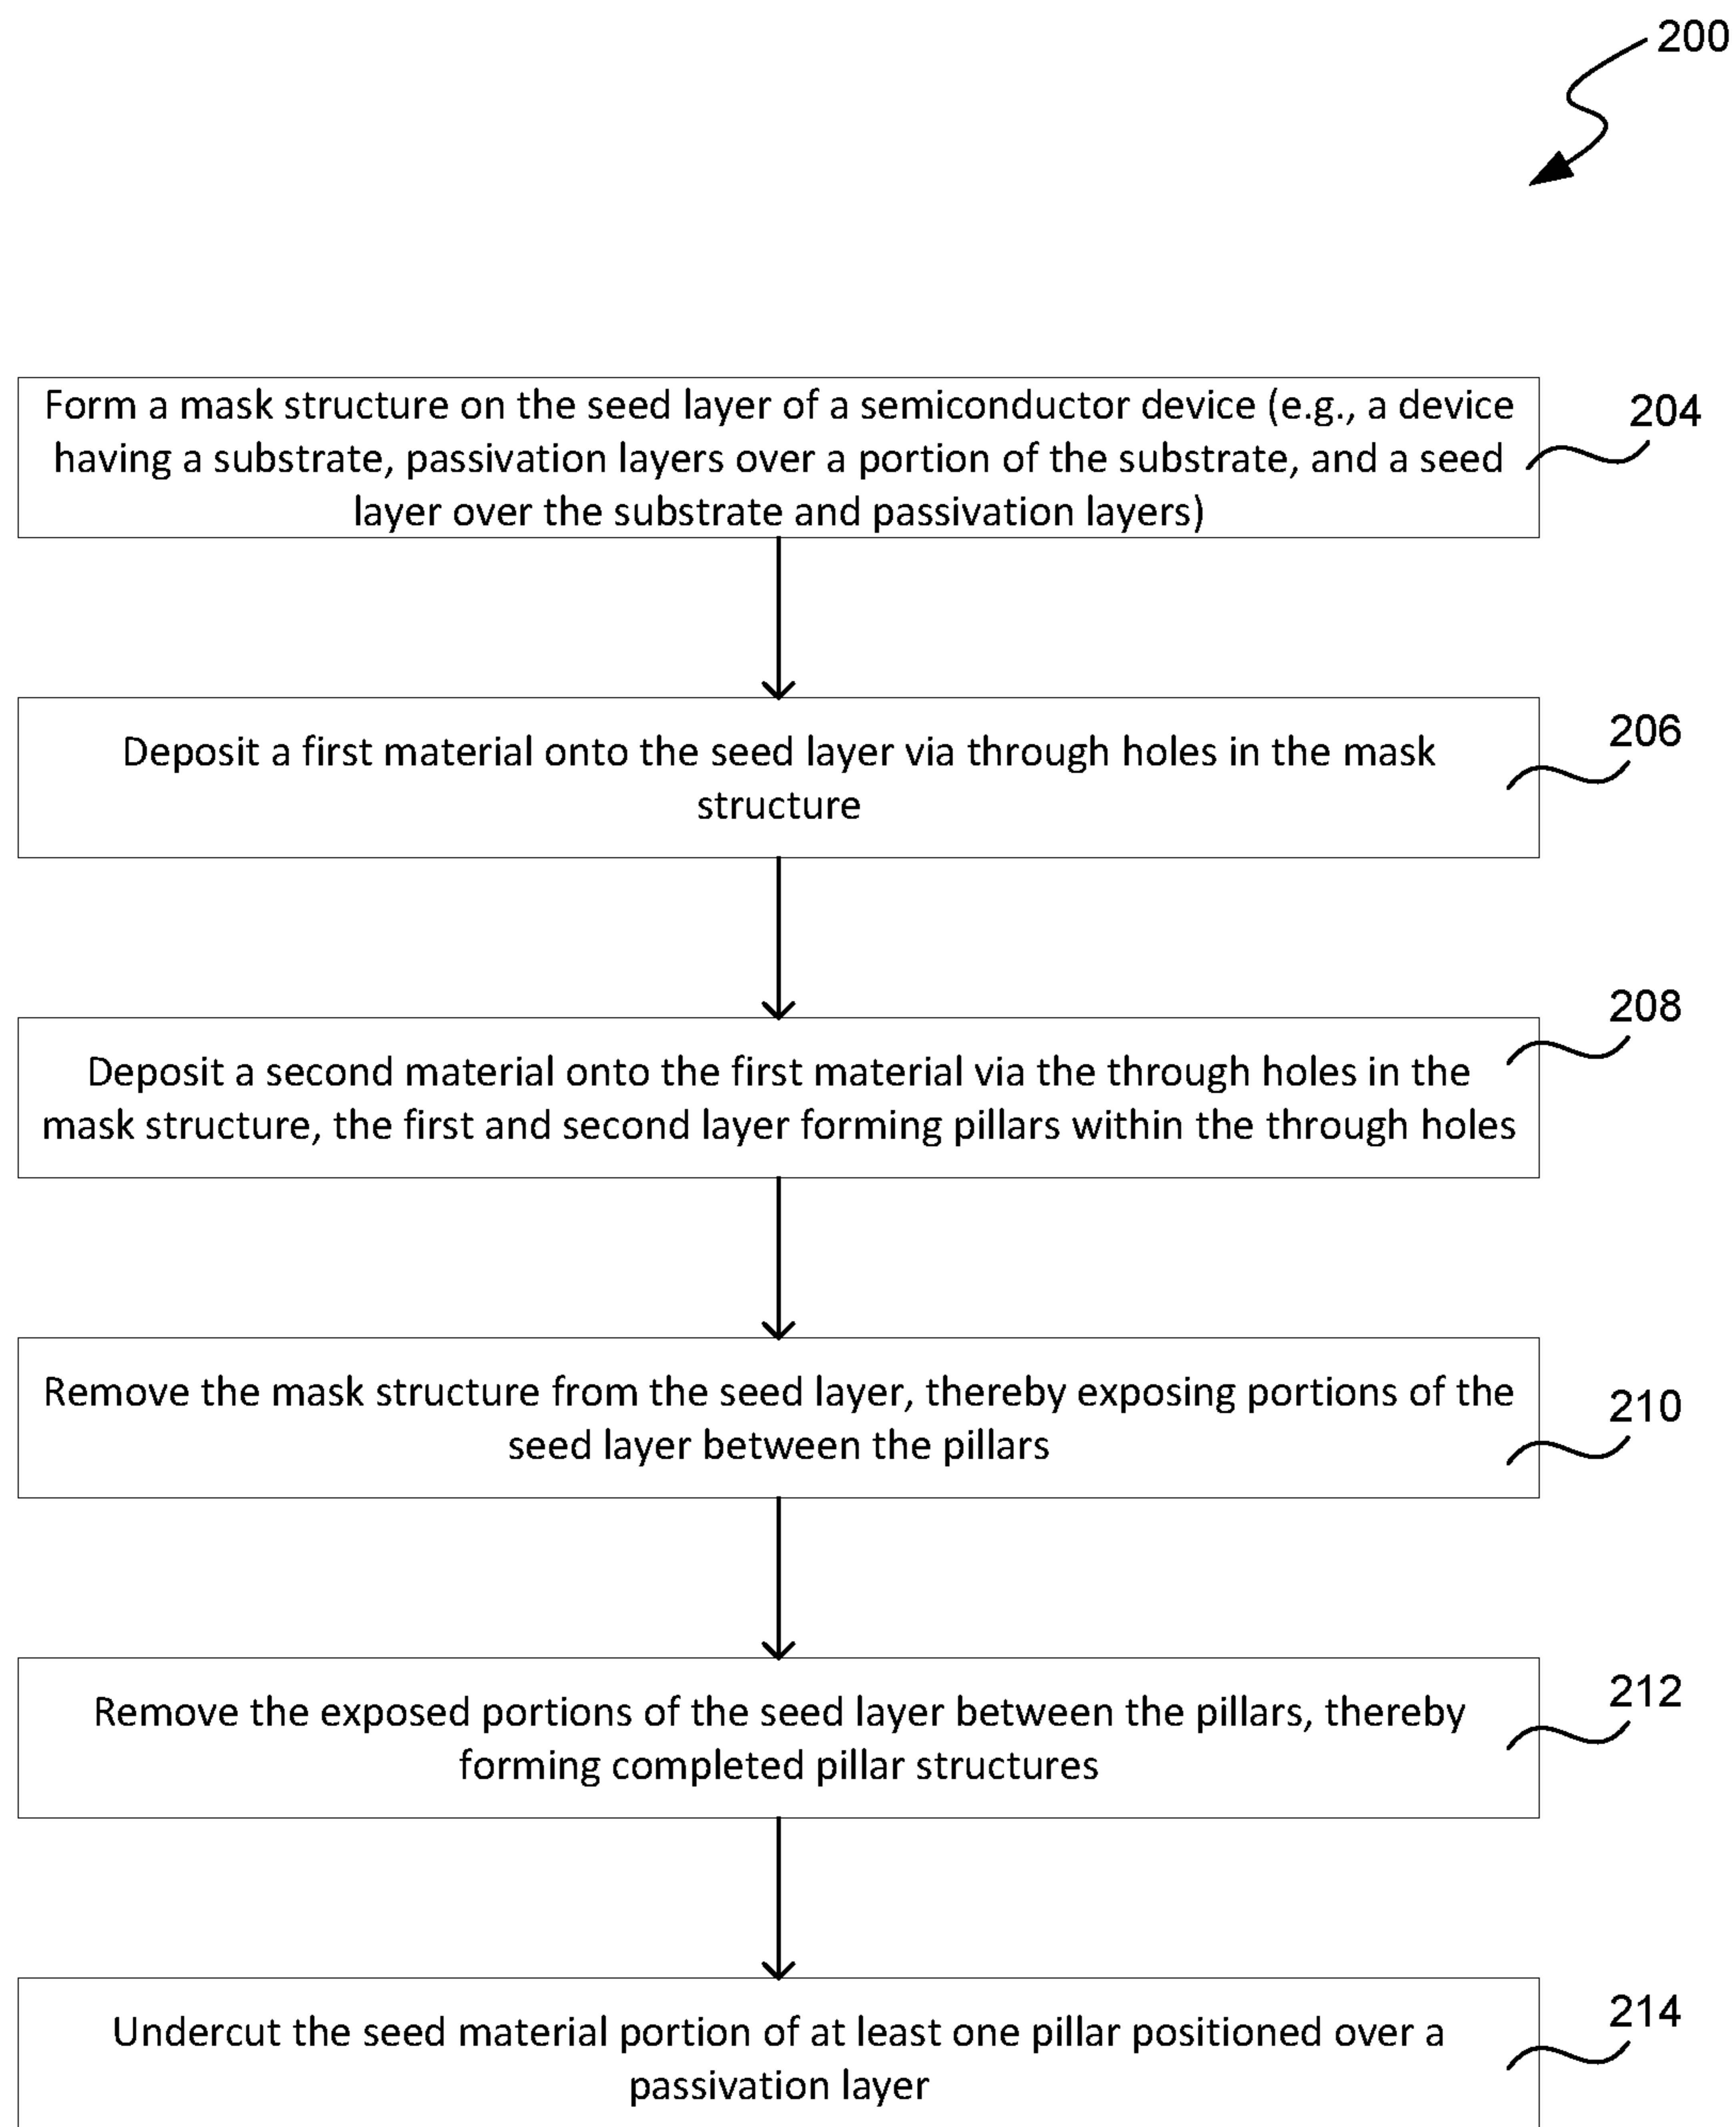 200
Form a mask structure on the seed layer of a semiconductor device (e.g., a device
having a substrate, passivation layers over a portion of the substrate, and a seed
layer over the substrate and passivation layers)
204
Deposit a first material onto the seed layer via through holes in the mask
structure
206
Deposit a second material onto the first material via the through holes in the
mask structure, the first and second layer forming pillars within the through holes
208
Remove the mask structure from the seed layer, thereby exposing portions of the
seed layer between the pillars
210
Remove the exposed portions of the seed layer between the pillars, thereby
forming completed pillar structures
212
Undercut the seed material portion of at least one pillar positioned over a
passivation layer
214